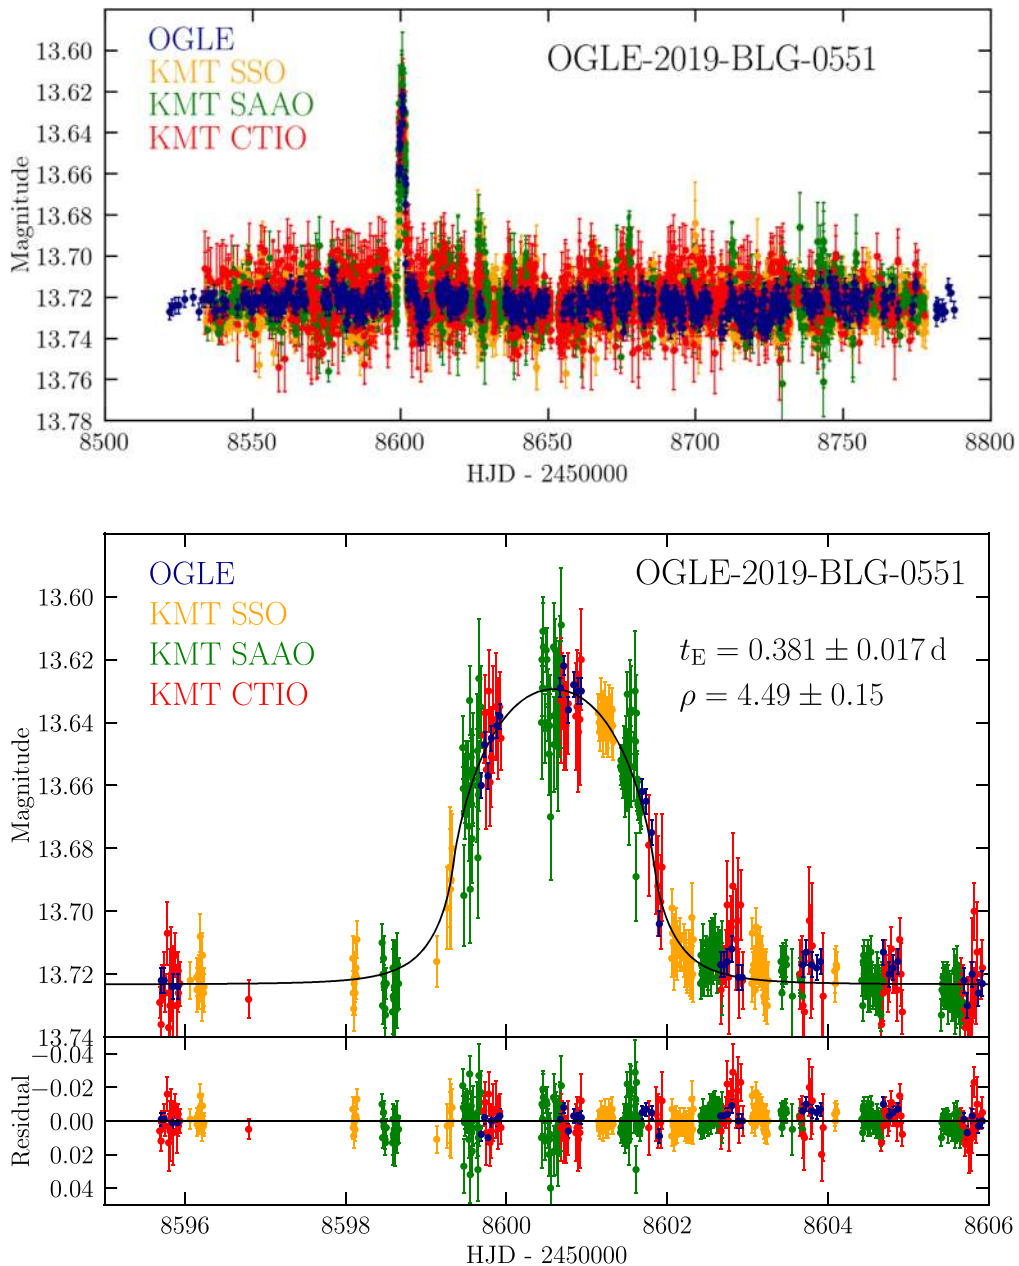 OGLE
KMT SSO
KMT SAAO
KMT CTIO
OGLE-2019-BLG-0551
Magnitude
13.60
13.62
13.64
13.66
13.68
13.70
13.72
13.74
13.76
13.78
8500
8550
8600
8650
8700
8750
8800
HJD - 2450000
OGLE
KMT SSO
KMT SAAO
KMT CTIO
OGLE-2019-BLG-0551
t_E = 0.381 ± 0.017 d
ρ = 4.49 ± 0.15
Magnitude
13.60
13.62
13.64
13.66
13.68
13.70
13.72
13.74
Residual
−0.04
−0.02
0.00
0.02
0.04
8596
8598
8600
8602
8604
8606
HJD - 2450000